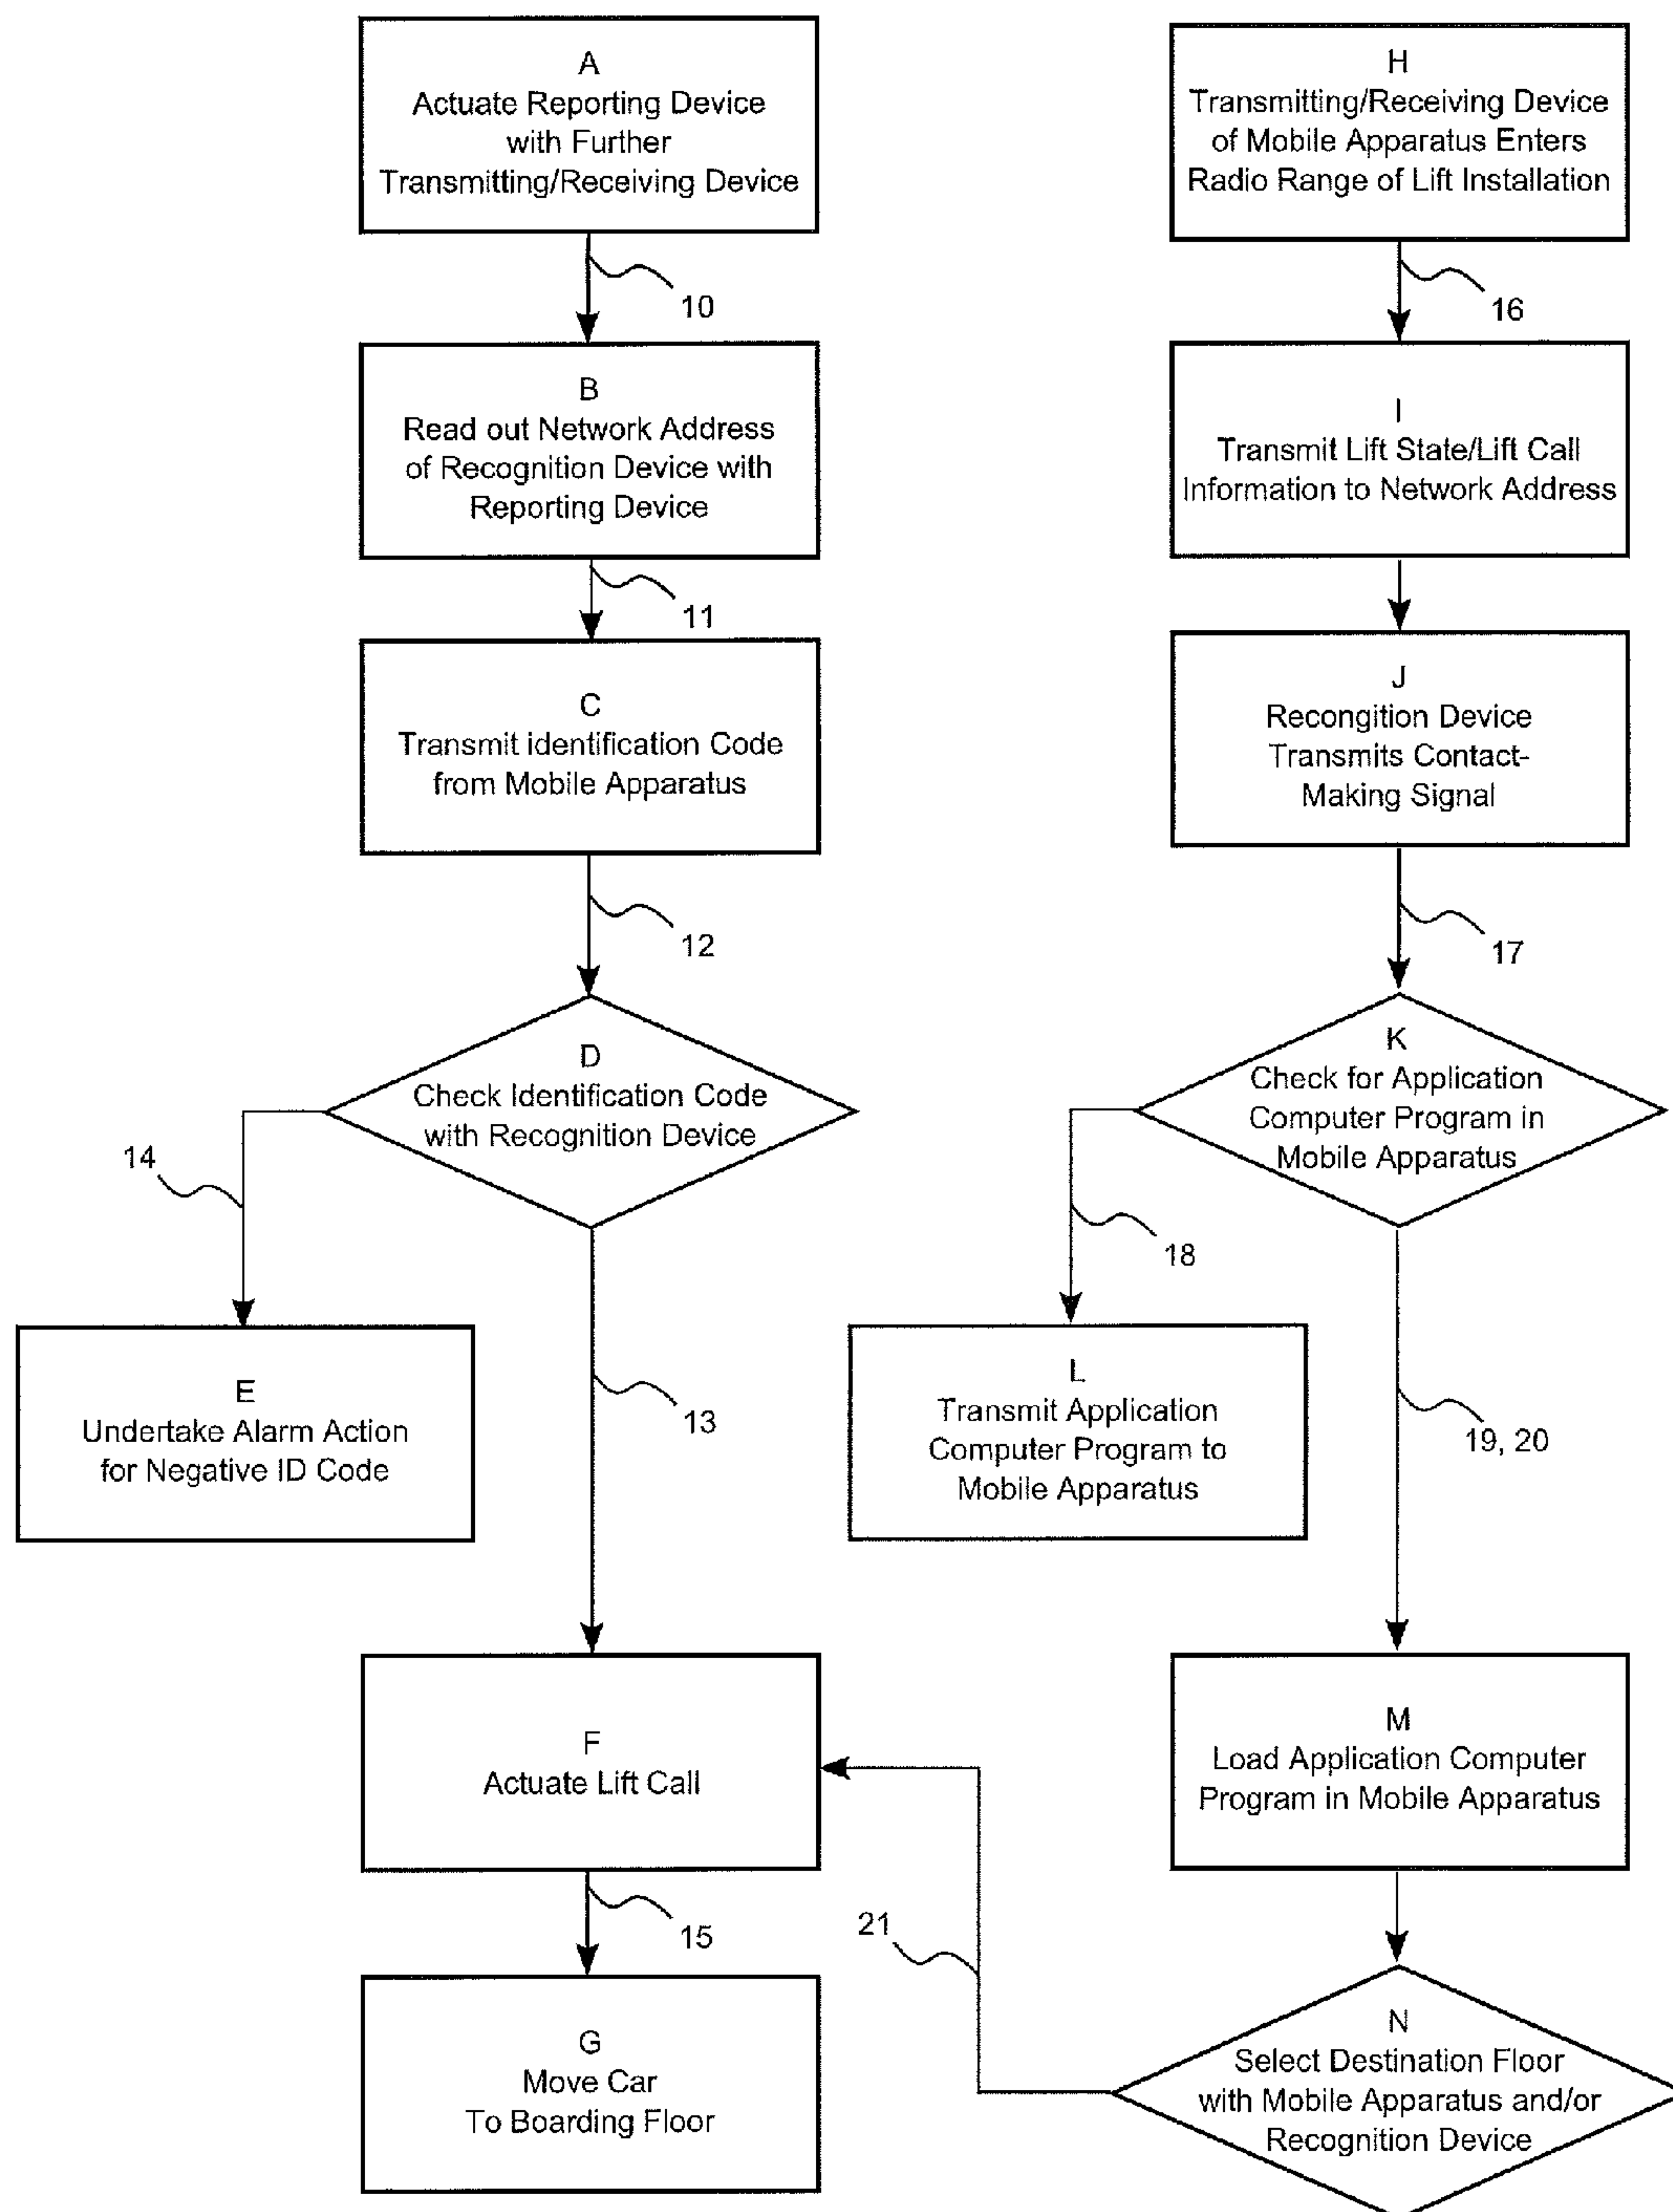 A
Actuate Reporting Device
with Further
Transmitting/Receiving Device
10
B
Read out Network Address
of Recognition Device with
Reporting Device
11
C
Transmit identification Code
from Mobile Apparatus
12
D
Check Identification Code
with Recognition Device
14
13
E
Undertake Alarm Action
for Negative ID Code
F
Actuate Lift Call
15
G
Move Car
To Boarding Floor
H
Transmitting/Receiving Device
of Mobile Apparatus Enters
Radio Range of Lift Installation
16
I
Transmit Lift State/Lift Call
Information to Network Address
J
Recongition Device
Transmits Contact-
Making Signal
17
K
Check for Application
Computer Program in
Mobile Apparatus
18
19, 20
L
Transmit Application
Computer Program to
Mobile Apparatus
M
Load Application Computer
Program in Mobile Apparatus
21
N
Select Destination Floor
with Mobile Apparatus and/or
Recognition Device